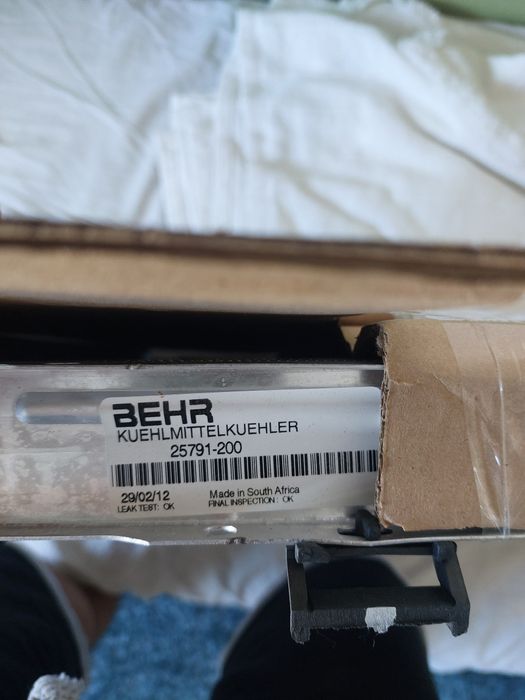 BEHR
KUEHLMITTELKUEHLER
25791-200
29/02/12 Made in South Africa
LEAK TEST: OK FINAL INSPECTION: OK